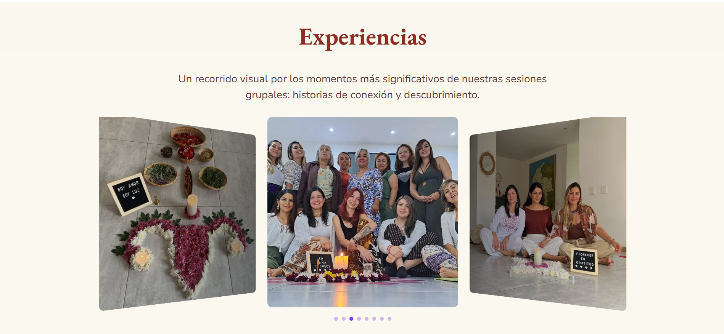 Experiencias
Un recorrido visual por los momentos más significativos de nuestras sesiones
grupales: historias de conexión y descubrimiento.